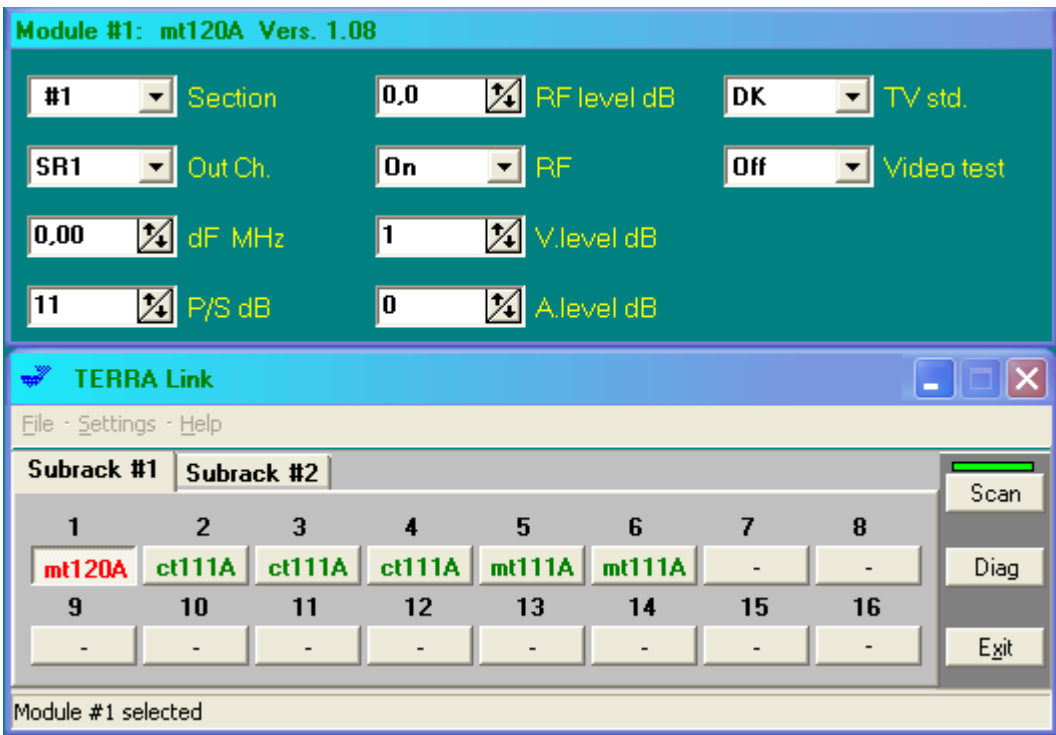 Module #1: mt120A Vers. 1.08
#1 Section 0,0 RF level dB DK TV std.
SR1 Out Ch. On RF Off Video test
0,00 dF MHz 1 V.level dB
11 P/S dB 0 A.level dB
TERRA Link
File - Settings - Help
Subrack #1 Subrack #2
Scan
1 2 3 4 5 6 7 8
mt120A ct111A ct111A ct111A mt111A mt111A - - Diag
9 10 11 12 13 14 15 16
- - - - - - - - Exit
Module #1 selected